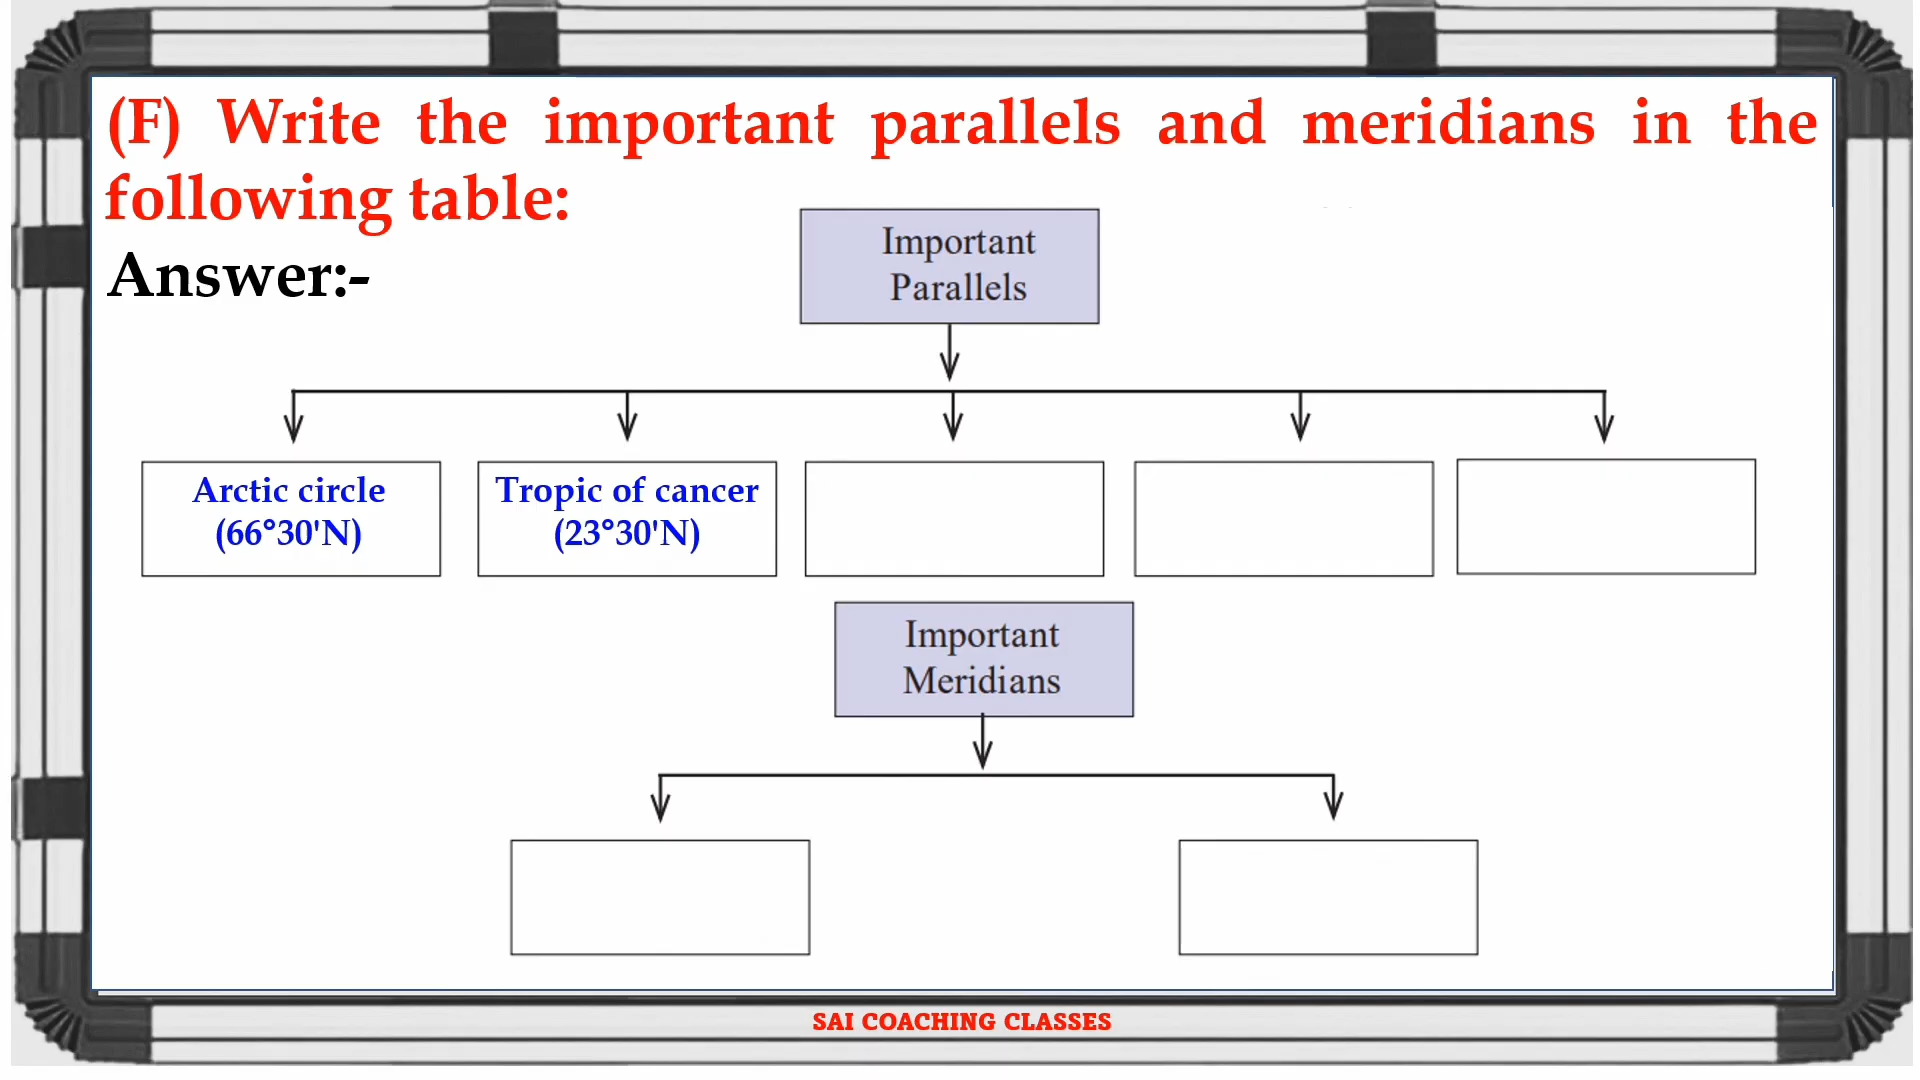 (F) Write the important parallels and meridians in the
following table:
Answer:-
Important
Parallels
Arctic circle
(66°30'N)
Tropic of cancer
(23°30'N)
Important
Meridians
SAI COACHING CLASSES